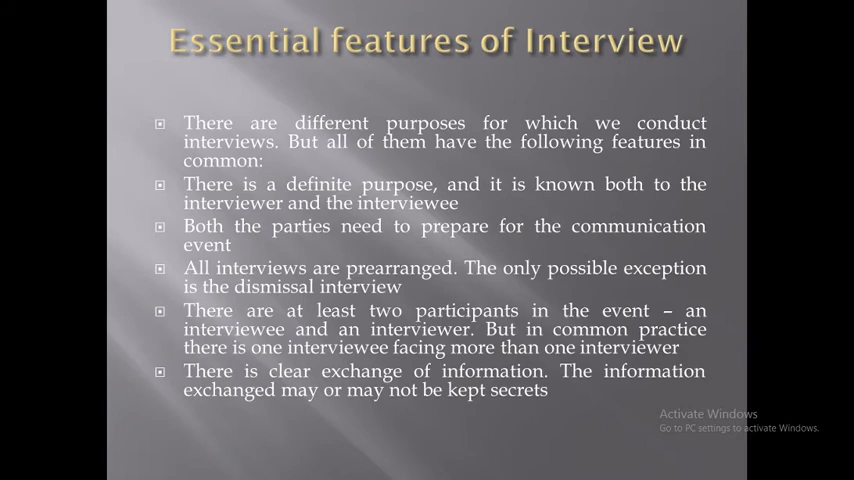 Essential features of Interview
There are different purposes for which we conduct
interviews. But all of them have the following features in
common:
There is a definite purpose, and it is known both to the
interviewer and the interviewee
Both the parties need to prepare for the communication
event
All interviews are prearranged. The only possible exception
is the dismissal interview
There are at least two participants in the event – an
interviewee and an interviewer. But in common practice
there is one interviewee facing more than one interviewer
There is clear exchange of information. The information
exchanged may or may not be kept secrets
Activate Windows
Go to PC settings to activate Windows.